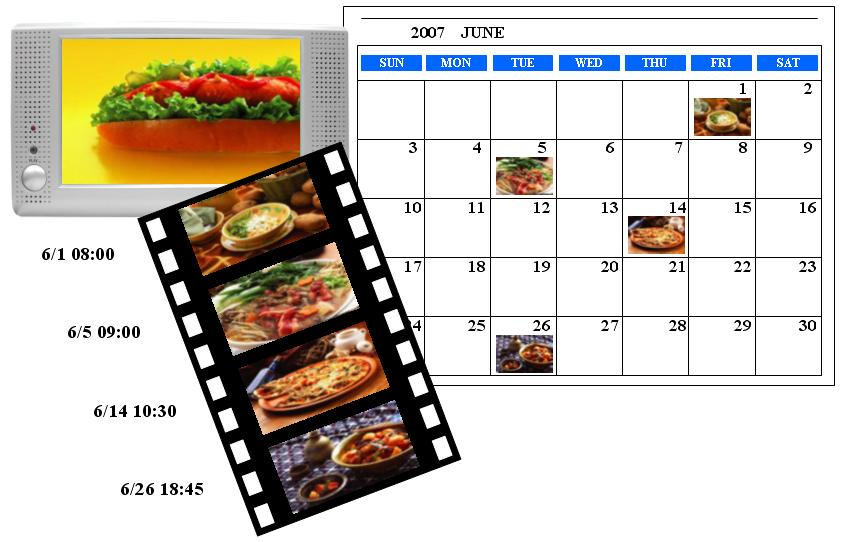 2007 JUNE
SUN MON TUE WED THU FRI SAT
1 2
3 4 5 6 7 8 9
10 11 12 13 14 15 16
17 18 19 20 21 22 23
24 25 26 27 28 29 30
PLAY
6/1 08:00
6/5 09:00
6/14 10:30
6/26 18:45